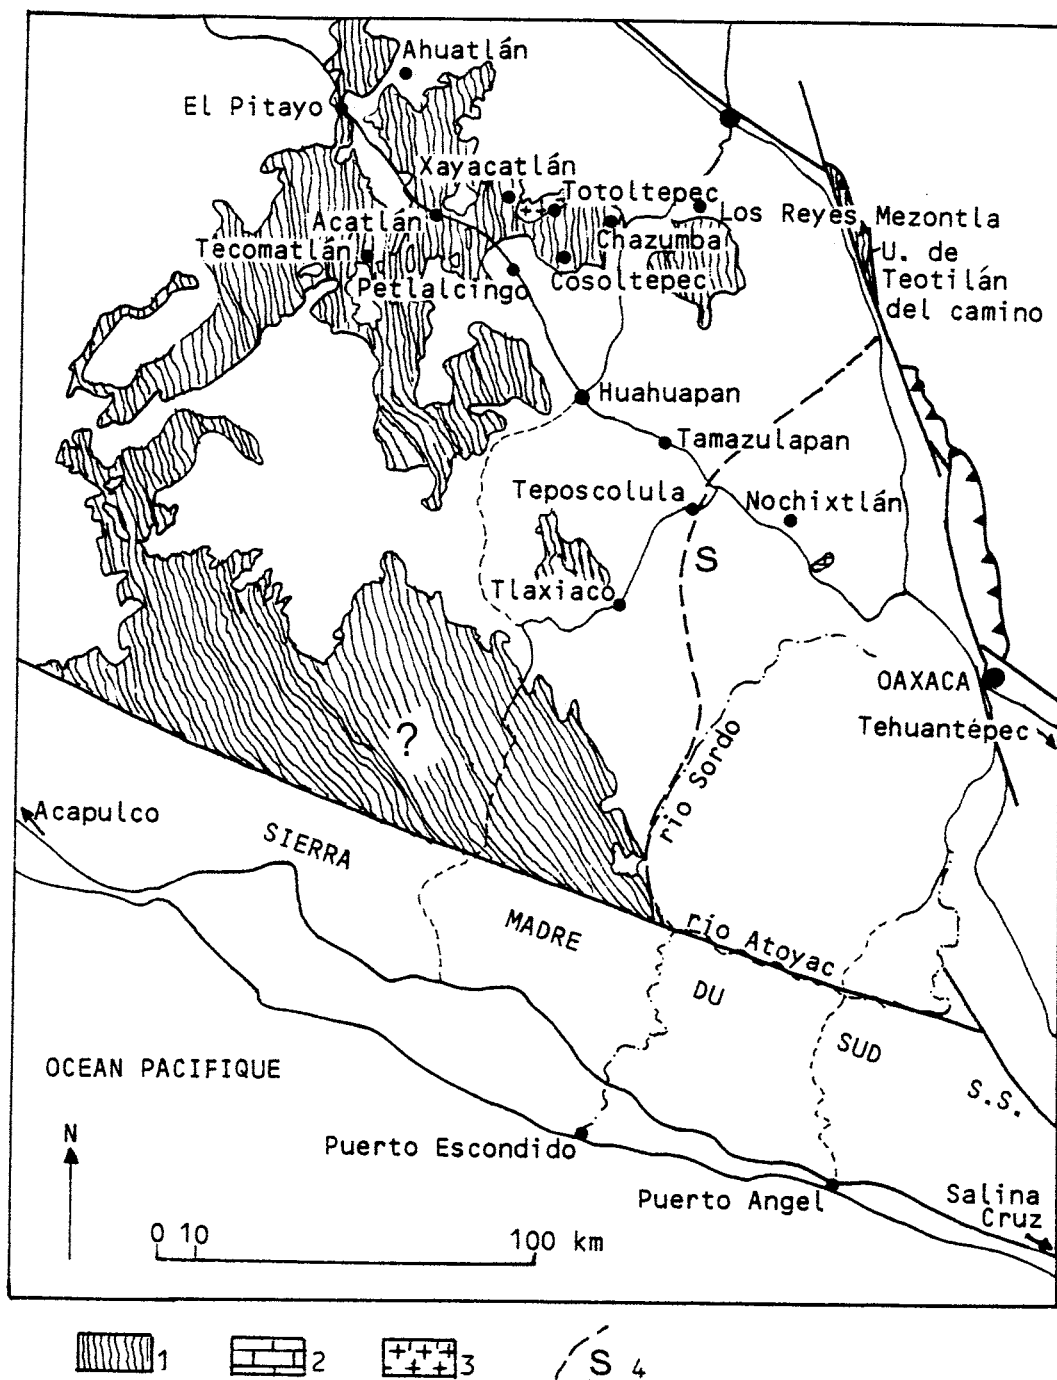 Ahuatlán
El Pitayo
Xayacatlán
Totoltepec
Acatlán
Los Reyes Mezontla
Tecomatlán
Chazumba
U. de
Teotilán
del camino
Petlalcingo
Cosoltepec
Huahuapan
Tamazulapan
Teposcolula
Nochixtlán
S
Tlaxiaco
OAXACA
Tehuantépec
?
río Sordo
Acapulco
SIERRA
MADRE
río Atoyac
DU
SUD
S.S.
OCEAN PACIFIQUE
N
Puerto Escondido
Puerto Angel
Salina
Cruz
0 10 100 km
1 2 3 S 4